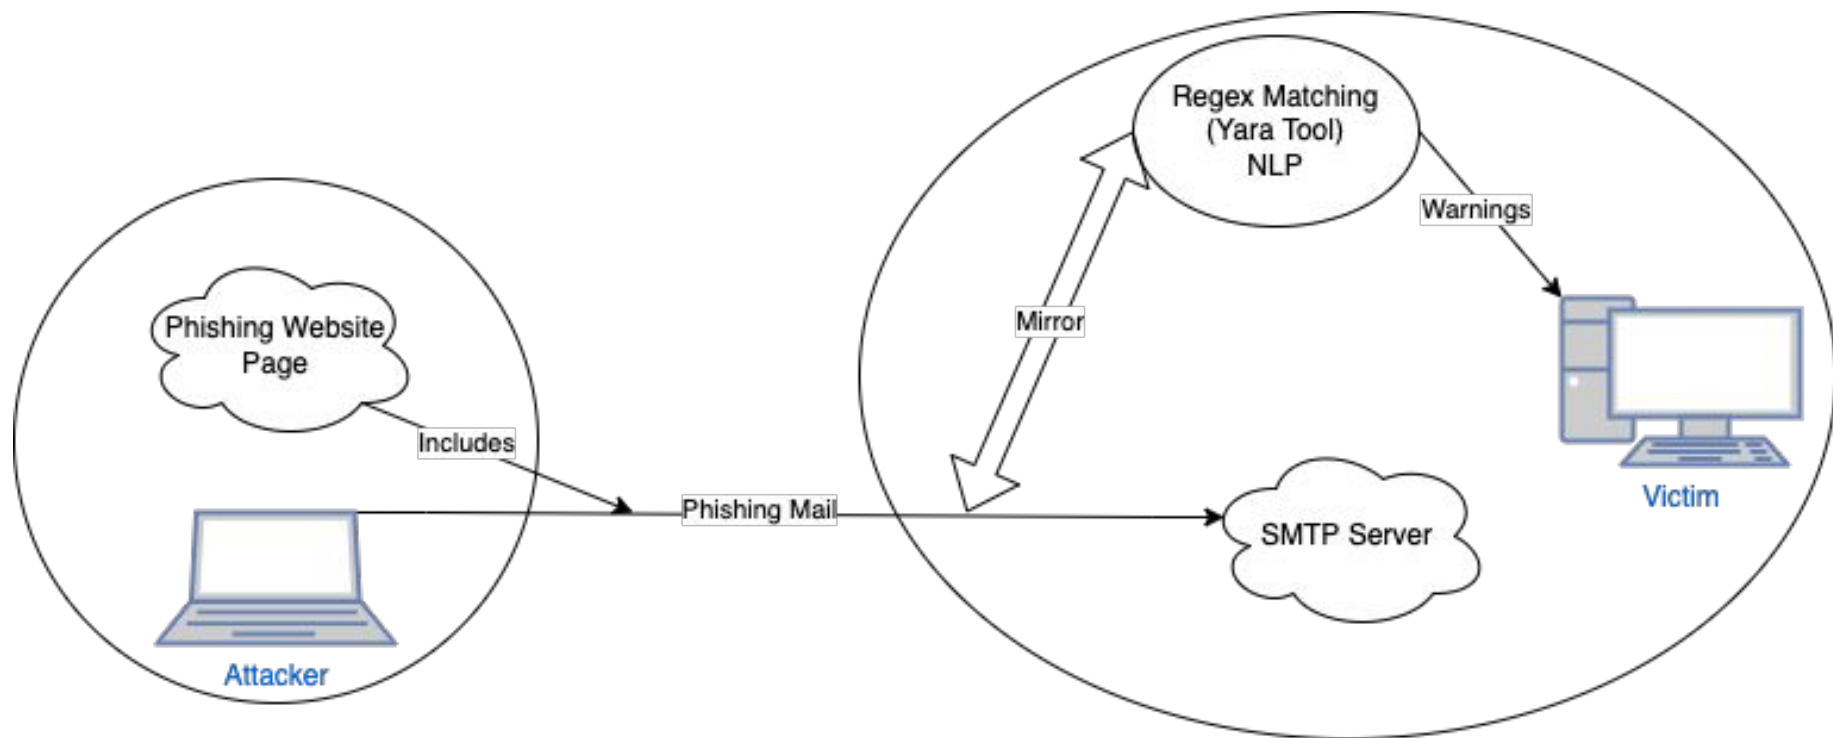 Regex Matching
(Yara Tool)
NLP
Warnings
Mirror
Phishing Website
Page
Includes
Phishing Mail
SMTP Server
Victim
Attacker